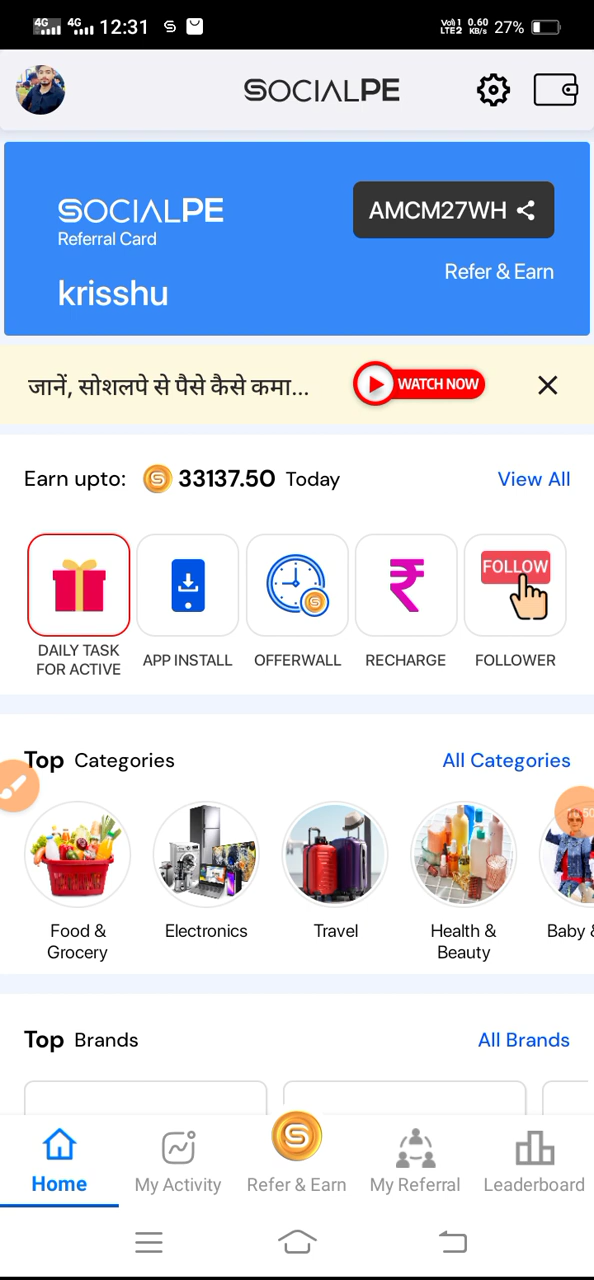 4G 4G 12:31 Vo) 1 LTE2 0.60 KB/s 27%
SOCIALPE
SOCIALPE
Referral Card
AMCM27WH
Refer & Earn
krisshu
जानें, सोशलपे से पैसे कैसे कमा...
WATCH NOW
Earn upto: S 33137.50 Today
View All
FOLLOW
DAILY TASK
FOR ACTIVE
APP INSTALL
OFFERWALL
RECHARGE
FOLLOWER
Top Categories
All Categories
Food &
Grocery
Electronics
Travel
Health &
Beauty
Baby &
Top Brands
All Brands
Home
My Activity
Refer & Earn
My Referral
Leaderboard